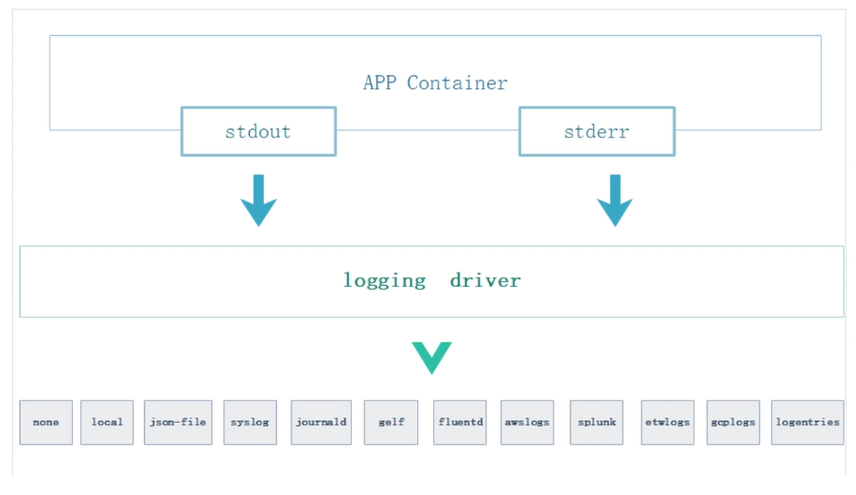 APP Container
stdout
stderr
logging driver
none
local
json-file
syslog
journald
gelf
fluentd
awslogs
splunk
etwlogs
gcplogs
logentries